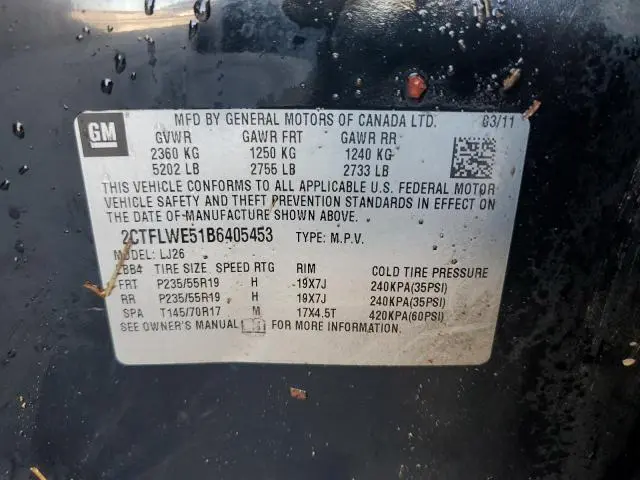 GM
MFD BY GENERAL MOTORS OF CANADA LTD. 03/11
GVWR GAWR FRT GAWR RR
2360 KG 1250 KG 1240 KG
5202 LB 2756 LB 2733 LB
THIS VEHICLE CONFORMS TO ALL APPLICABLE U.S. FEDERAL MOTOR
VEHICLE SAFETY AND THEFT PREVENTION STANDARDS IN EFFECT ON
THE DATE OF MANUFACTURE SHOWN ABOVE.
2CTFLWE51B6405453 TYPE: M.P.V.
MODEL: LJ26
BB4 TIRE SIZE SPEED RTG RIM COLD TIRE PRESSURE
FRT P235/55R19 H 19X7J 240KPA(35PSI)
RR P235/55R19 H 19X7J 240KPA(35PSI)
SPA T145/70R17 M 17X4.5T 420KPA(60PSI)
SEE OWNER'S MANUAL FOR MORE INFORMATION.